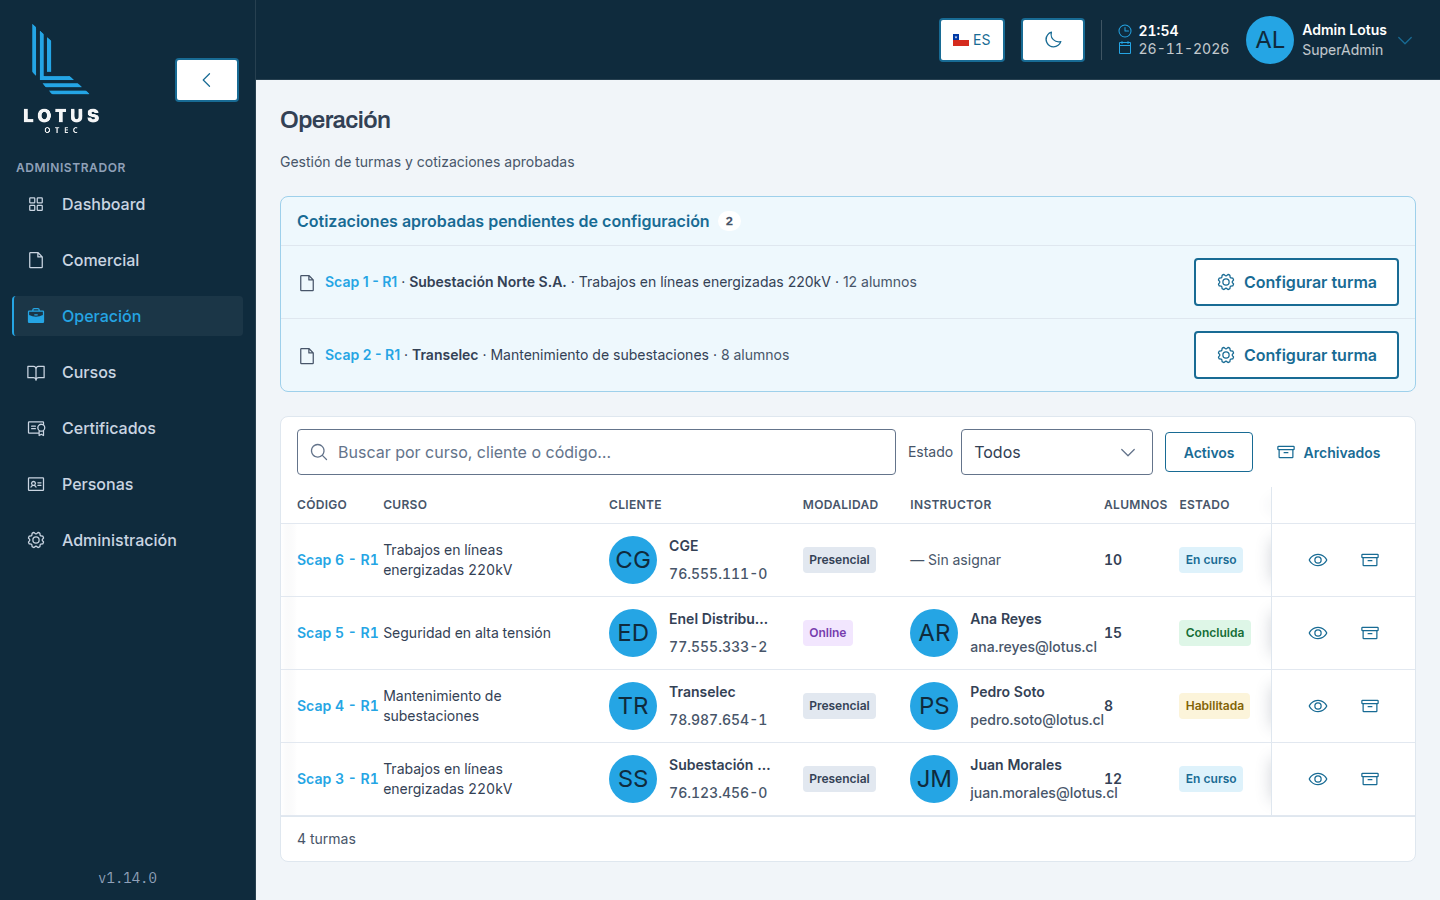 LOTUS
OTEC
ES
21:54
26-11-2026
AL
Admin Lotus
SuperAdmin
ADMINISTRADOR
Dashboard
Comercial
Operación
Cursos
Certificados
Personas
Administración
v1.14.0
Operación
Gestión de turmas y cotizaciones aprobadas
Cotizaciones aprobadas pendientes de configuración 2
Scap 1 - R1 · Subestación Norte S.A. · Trabajos en líneas energizadas 220kV · 12 alumnos
Configurar turma
Scap 2 - R1 · Transelec · Mantenimiento de subestaciones · 8 alumnos
Configurar turma
Buscar por curso, cliente o código...
Estado
Todos
Activos
Archivados
CÓDIGO CURSO CLIENTE MODALIDAD INSTRUCTOR ALUMNOS ESTADO
Scap 6 - R1
Trabajos en líneas
energizadas 220kV
CG
CGE
76.555.111-0
Presencial
— Sin asignar
10
En curso
Scap 5 - R1
Seguridad en alta tensión
ED
Enel Distribu...
77.555.333-2
Online
AR
Ana Reyes
ana.reyes@lotus.cl
15
Concluida
Scap 4 - R1
Mantenimiento de
subestaciones
TR
Transelec
78.987.654-1
Presencial
PS
Pedro Soto
pedro.soto@lotus.cl
8
Habilitada
Scap 3 - R1
Trabajos en líneas
energizadas 220kV
SS
Subestación ...
76.123.456-0
Presencial
JM
Juan Morales
juan.morales@lotus.cl
12
En curso
4 turmas